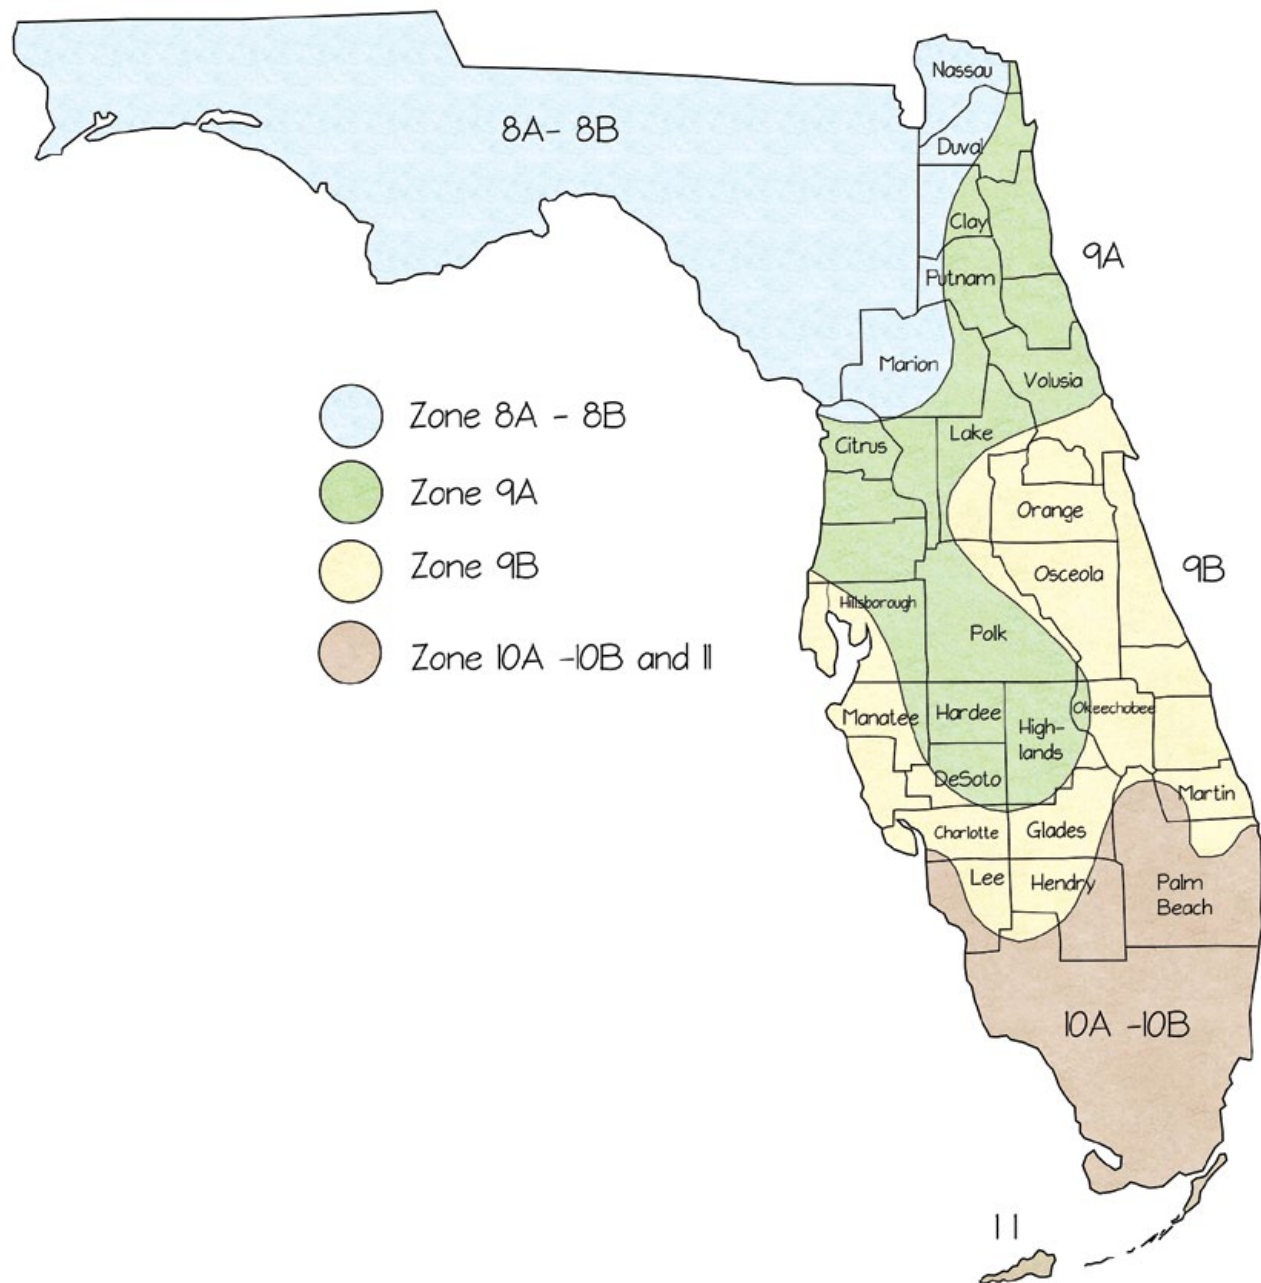 Nassau
8A- 8B
Duval
Clay
9A
Putnam
Marion
Volusia
Zone 8A - 8B
Lake
Citrus
Zone 9A
Orange
Zone 9B
Osceola
9B
Hillsborough
Polk
Zone 10A -10B and 11
Manatee
Hardee
Okeechobee
High-
lands
DeSoto
Martin
Charlotte
Glades
Lee
Hendry
Palm
Beach
10A -10B
11